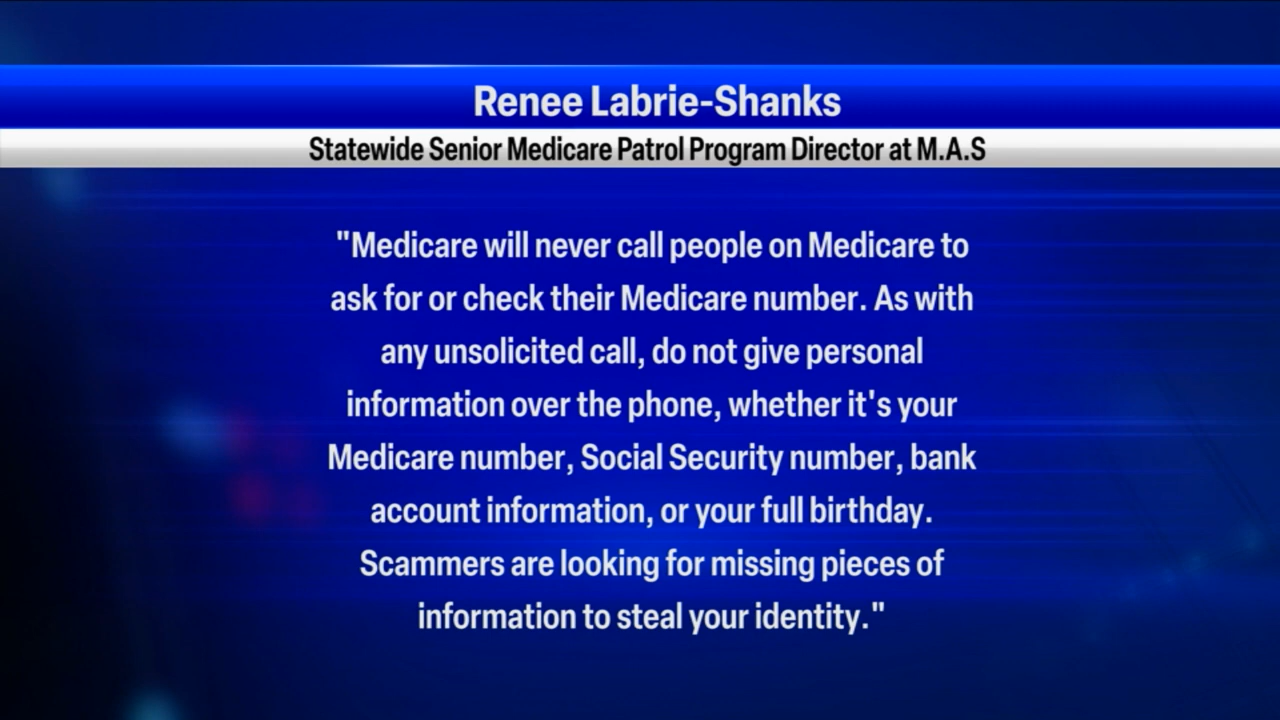 Renee Labrie-Shanks
Statewide Senior Medicare Patrol Program Director at M.A.S
"Medicare will never call people on Medicare to
ask for or check their Medicare number. As with
any unsolicited call, do not give personal
information over the phone, whether it's your
Medicare number, Social Security number, bank
account information, or your full birthday.
Scammers are looking for missing pieces of
information to steal your identity."